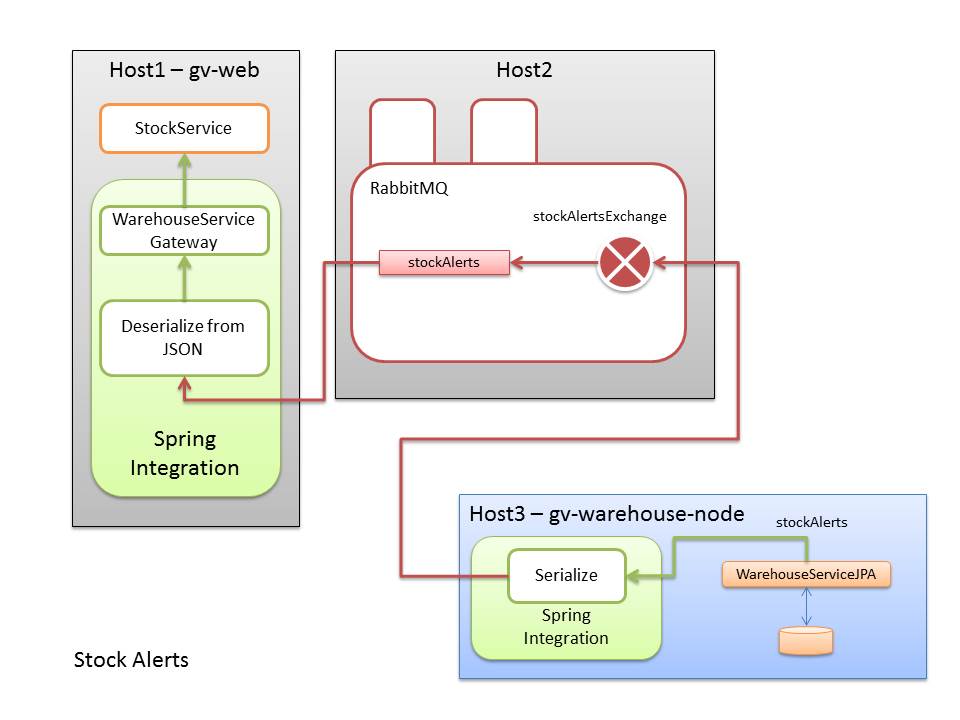 Host1 – gv-web
StockService
WarehouseService
Gateway
Deserialize from
JSON
Spring
Integration
Host2
RabbitMQ
stockAlertsExchange
stockAlerts
Host3 – gv-warehouse-node
stockAlerts
Serialize
WarehouseServiceJPA
Spring
Integration
Stock Alerts